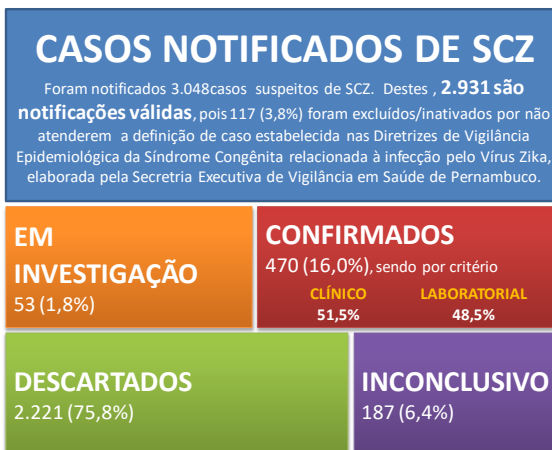 CASOS NOTIFICADOS DE SCZ
Foram notificados 3.048casos suspeitos de SCZ. Destes , 2.931 são
notificações válidas, pois 117 (3,8%) foram excluídos/inativados por não
atenderem a definição de caso estabelecida nas Diretrizes de Vigilância
Epidemiológica da Síndrome Congênita relacionada à infecção pelo Vírus Zika,
elaborada pela Secretria Executiva de Vigilância em Saúde de Pernambuco.
EM
INVESTIGAÇÃO
53 (1,8%)
CONFIRMADOS
470 (16,0%), sendo por critério
CLÍNICO LABORATORIAL
51,5% 48,5%
DESCARTADOS
2.221 (75,8%)
INCONCLUSIVO
187 (6,4%)